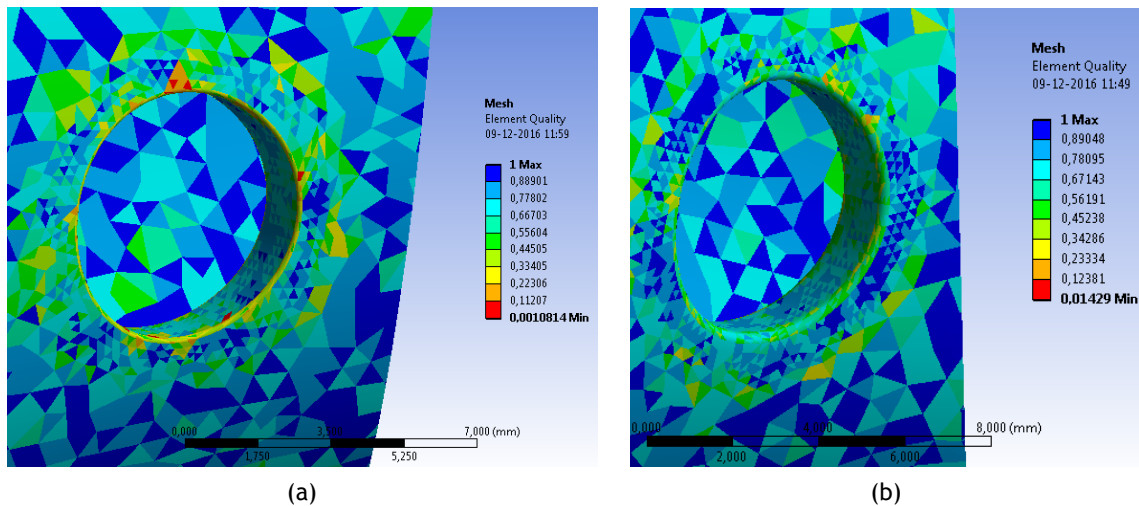 Mesh
Element Quality
09-12-2016 11:59
1 Max
0,88901
0,77802
0,66703
0,55604
0,44505
0,33405
0,22306
0,11207
0,0010814 Min
0,000
7,000 (mm)
1,750
5,250
(a)
Mesh
Element Quality
09-12-2016 11:49
1 Max
0,89048
0,78095
0,67143
0,56191
0,45238
0,34286
0,23334
0,12381
0,01429 Min
0,000
4,000
8,000 (mm)
2,000
6,000
(b)